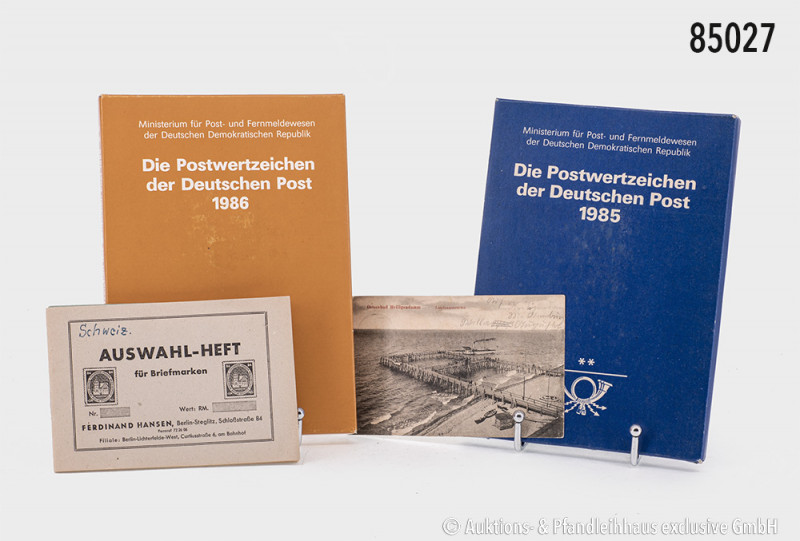 85027
Ministerium für Post- und Fernmeldewesen
der Deutschen Demokratischen Republik
Die Postwertzeichen
der Deutschen Post
1986
Ministerium für Post- und Fernmeldewesen
der Deutschen Demokratischen Republik
Die Postwertzeichen
der Deutschen Post
1985
**
Schweiz.
AUSWAHL-HEFT
für Briefmarken
Nr.
Wert: RM.
FERDINAND HANSEN, Berlin-Steglitz, Schloßstraße 84
Filiale: Berlin-Lichterfelde-West, Curtiusstraße 6, am Bahnhof
© Auktions- & Pfandleihhaus exclusive GmbH